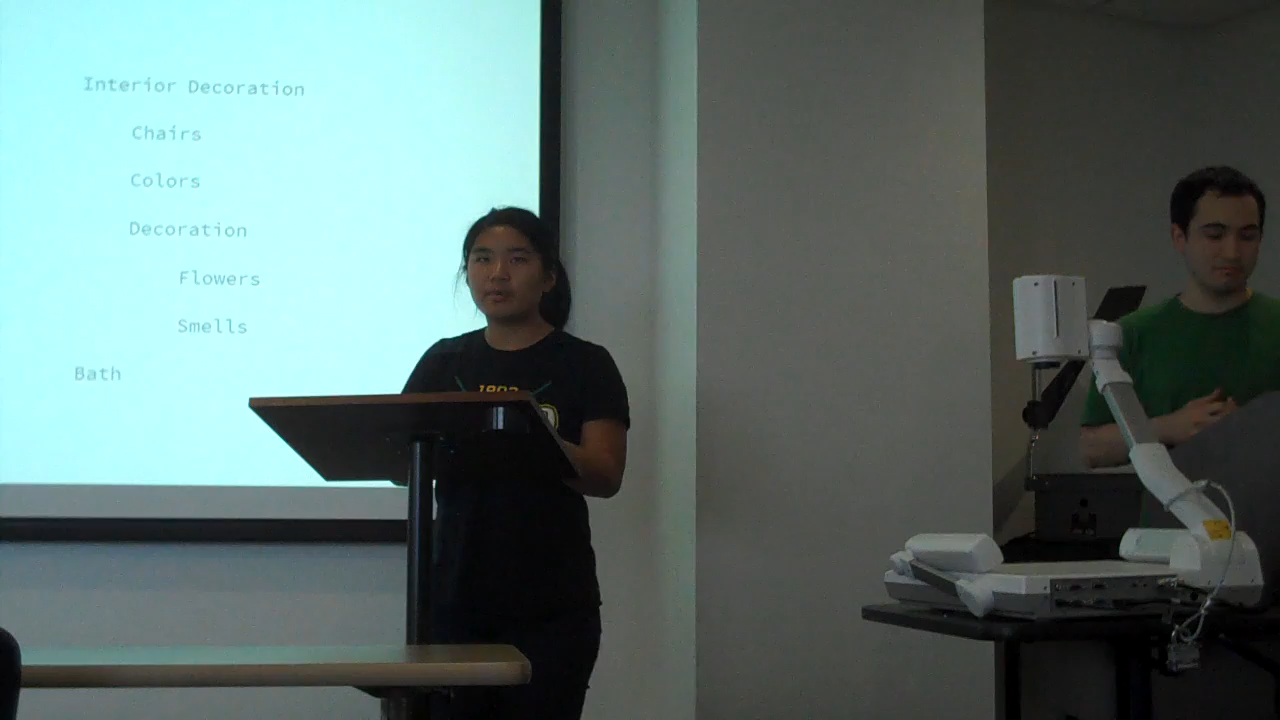 Interior Decoration
Chairs
Colors
Decoration
Flowers
Smells
Bath